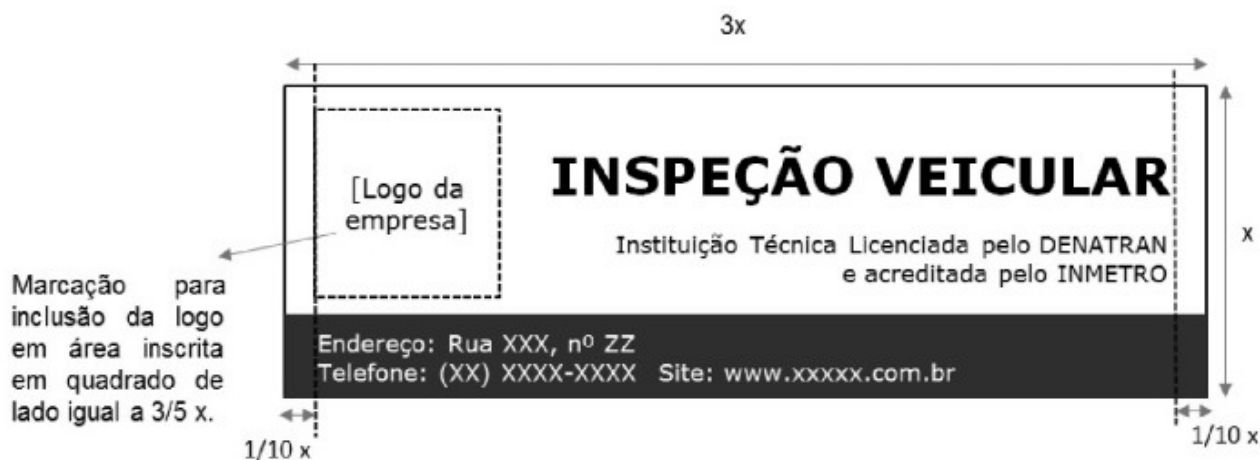 3x
[Logo da
empresa]
INSPEÇÃO VEICULAR
Instituição Técnica Licenciada pelo DENATRAN
e acreditada pelo INMETRO
x
Marcação para
inclusão da logo
em área inscrita
em quadrado de
lado igual a 3/5 x.
Endereço: Rua XXX, nº ZZ
Telefone: (XX) XXXX-XXXX Site: www.xxxxx.com.br
1/10 x
1/10 x